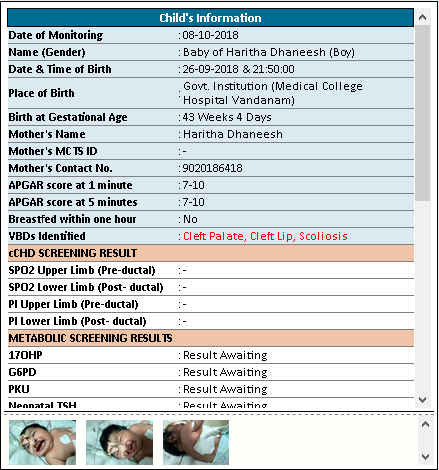 Child's Information
Date of Monitoring : 08-10-2018
Name (Gender) : Baby of Haritha Dhaneesh (Boy)
Date & Time of Birth : 26-09-2018 & 21:50:00
Place of Birth : Govt. Institution (Medical College
Hospital Vandanam)
Birth at Gestational Age : 43 Weeks 4 Days
Mother's Name : Haritha Dhaneesh
Mother's MCTS ID : -
Mother's Contact No. : 9020186418
APGAR score at 1 minute : 7-10
APGAR score at 5 minutes : 7-10
Breastfed within one hour : No
VBDs Identified : Cleft Palate, Cleft Lip, Scoliosis
cCHD SCREENING RESULT
SPO2 Upper Limb (Pre-ductal) : -
SPO2 Lower Limb (Post- ductal) : -
PI Upper Limb (Pre-ductal) : -
PI Lower Limb (Post- ductal) : -
METABOLIC SCREENING RESULTS
17OHP : Result Awaiting
G6PD : Result Awaiting
PKU : Result Awaiting
Neonatal TSH : Result Awaiting